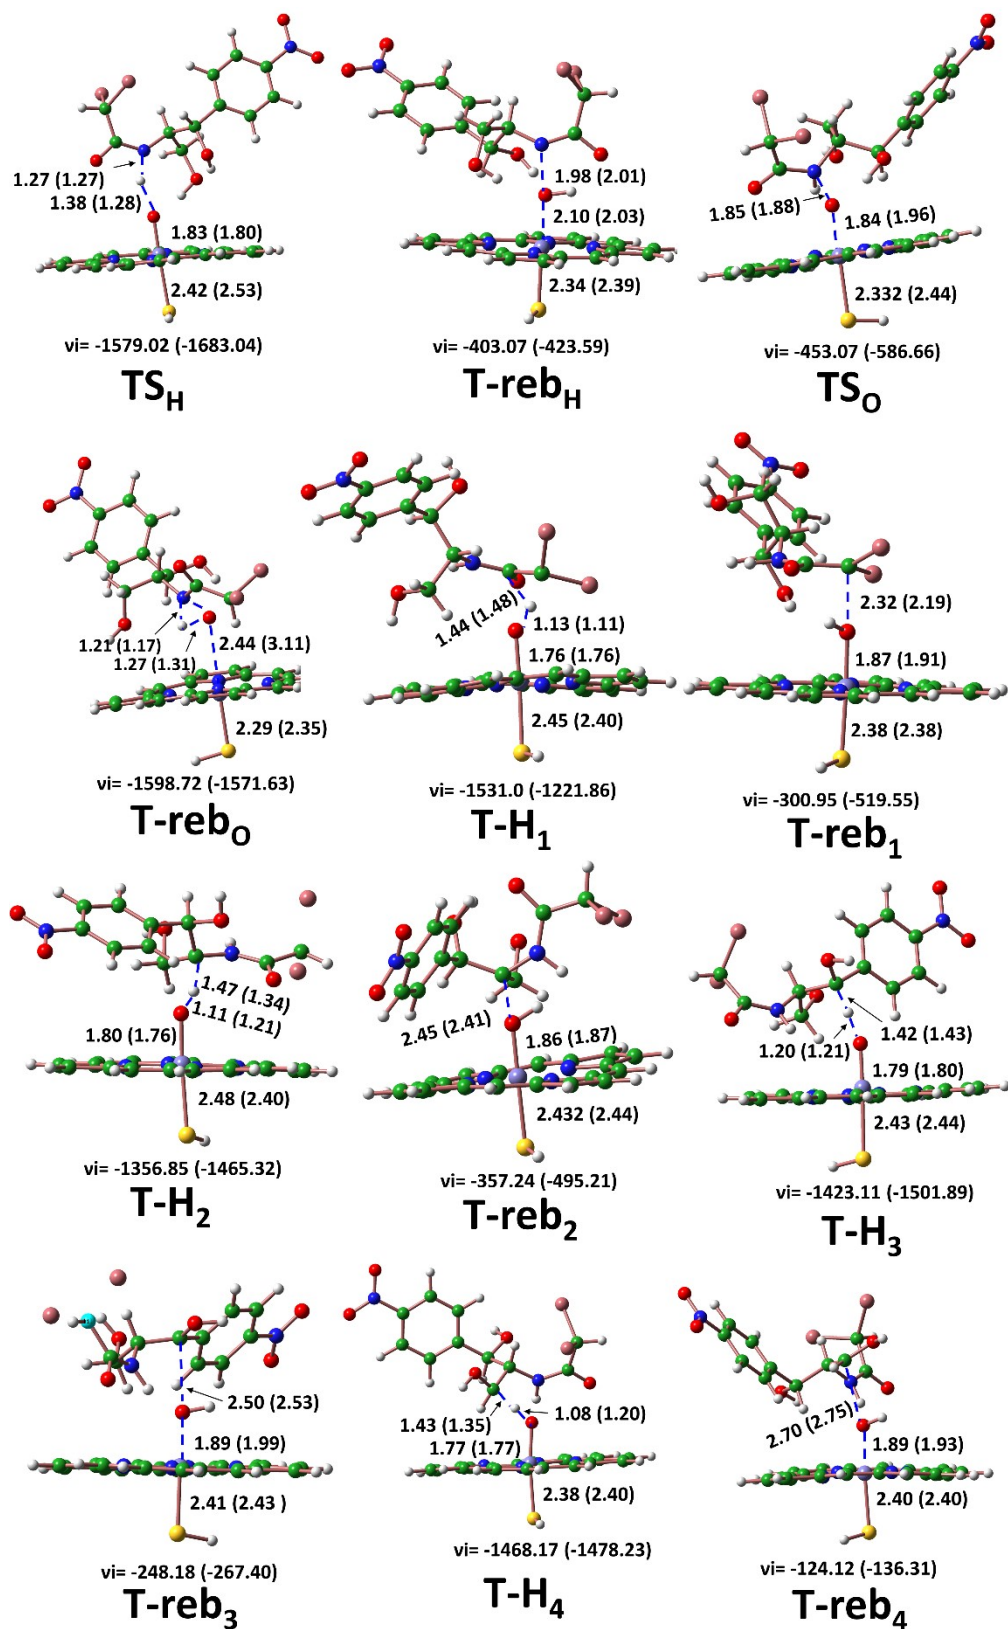 1.27 (1.27)
1.38 (1.28)
1.83 (1.80)
2.42 (2.53)
vi= -1579.02 (-1683.04)
TSH
1.98 (2.01)
2.10 (2.03)
2.34 (2.39)
vi= -403.07 (-423.59)
T-rebH
1.85 (1.88)
1.84 (1.96)
2.332 (2.44)
vi= -453.07 (-586.66)
TSO
1.21 (1.17)
1.27 (1.31)
2.44 (3.11)
2.29 (2.35)
vi= -1598.72 (-1571.63)
T-rebO
1.44 (1.48)
1.13 (1.11)
1.76 (1.76)
2.45 (2.40)
vi= -1531.0 (-1221.86)
T-H1
2.32 (2.19)
1.87 (1.91)
2.38 (2.38)
vi= -300.95 (-519.55)
T-reb1
1.47 (1.34)
1.11 (1.21)
1.80 (1.76)
2.48 (2.40)
vi= -1356.85 (-1465.32)
T-H2
2.45 (2.41)
1.86 (1.87)
2.432 (2.44)
vi= -357.24 (-495.21)
T-reb2
1.42 (1.43)
1.20 (1.21)
1.79 (1.80)
2.43 (2.44)
vi= -1423.11 (-1501.89)
T-H3
2.50 (2.53)
1.89 (1.99)
2.41 (2.43 )
vi= -248.18 (-267.40)
T-reb3
1.43 (1.35)
1.08 (1.20)
1.77 (1.77)
2.38 (2.40)
vi= -1468.17 (-1478.23)
T-H4
2.70 (2.75)
1.89 (1.93)
2.40 (2.40)
vi= -124.12 (-136.31)
T-reb4